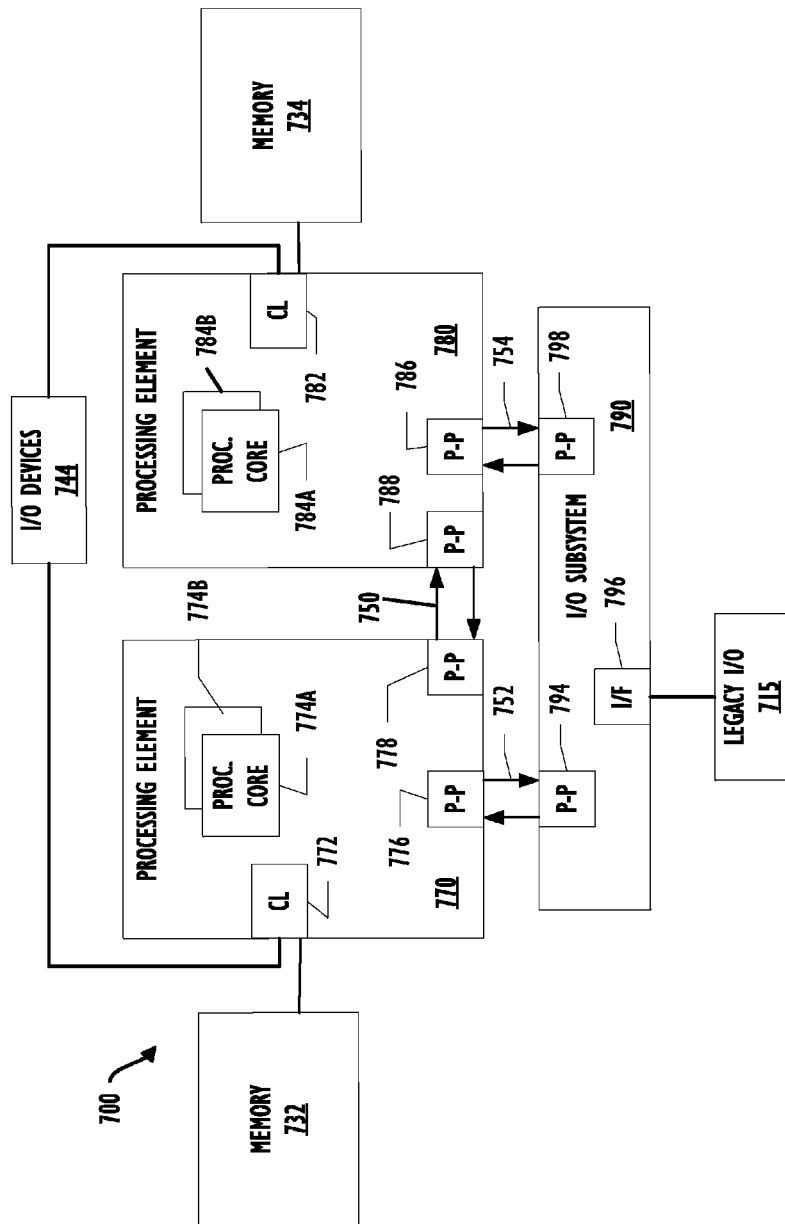 I/O DEVICES
744
774B
PROCESSING ELEMENT
PROC.
CORE
774A
CL
772
776
P-P
778
P-P
770
PROCESSING ELEMENT
784B
PROC.
CORE
784A
CL
782
788
P-P
786
P-P
780
750
752
754
700
MEMORY
732
MEMORY
734
794
P-P
I/F
796
I/O SUBSYSTEM
P-P
798
790
LEGACY I/O
715